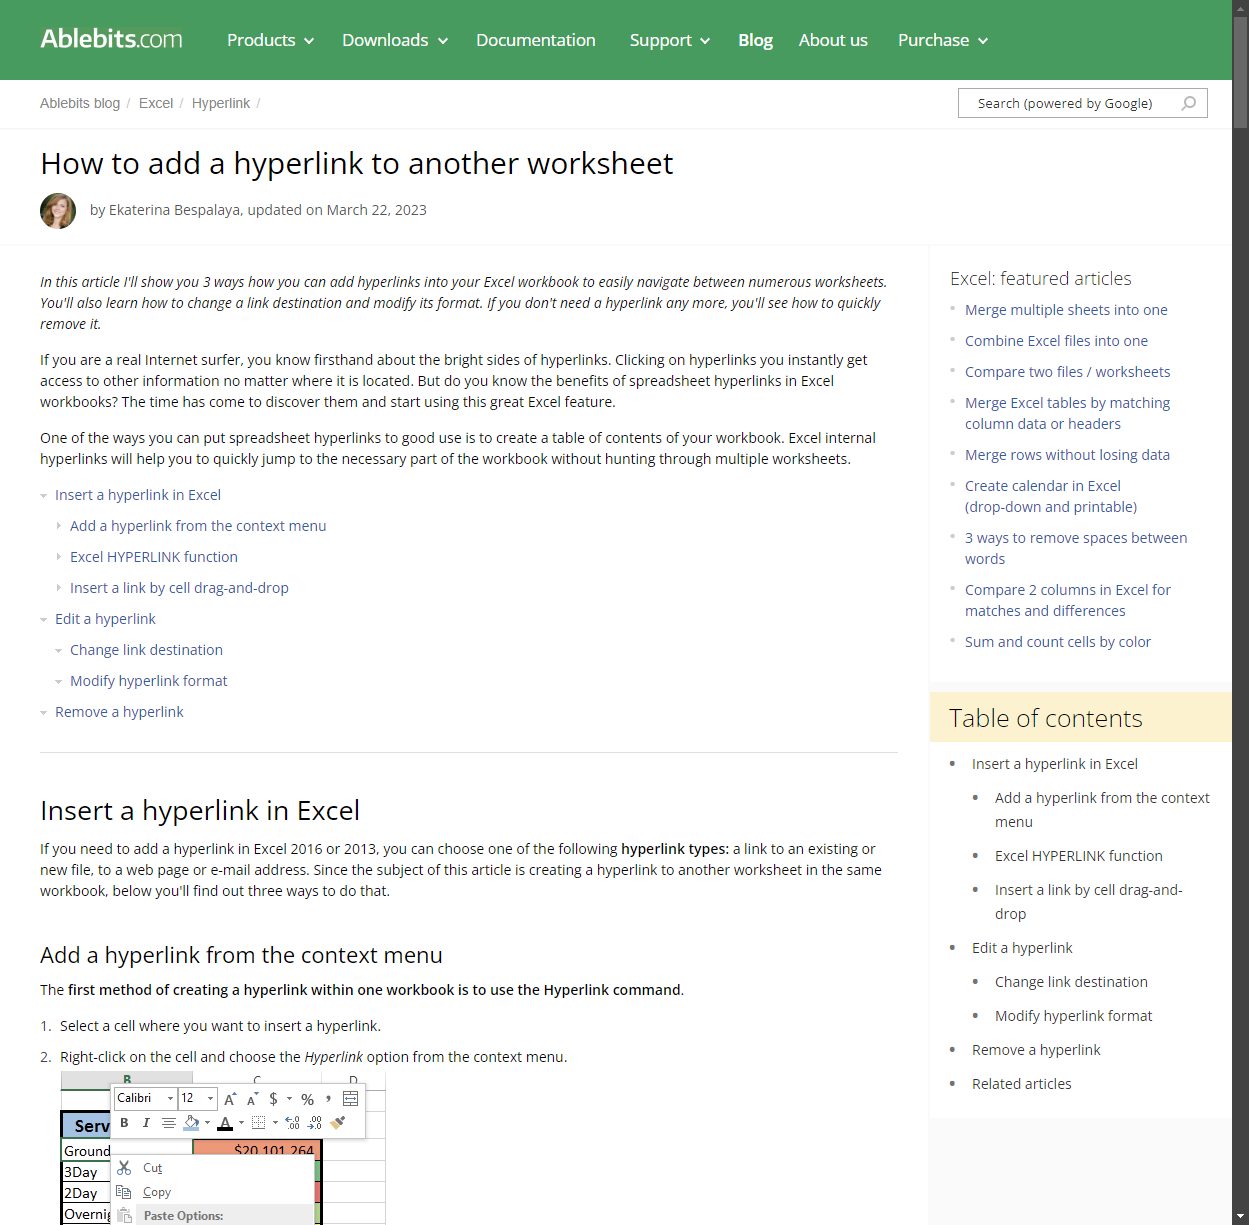 Ablebits.com
Products
Downloads
Documentation
Support
Blog
About us
Purchase
Ablebits blog / Excel / Hyperlink /
Search (powered by Google)
How to add a hyperlink to another worksheet
by Ekaterina Bespalaya, updated on March 22, 2023
In this article I'll show you 3 ways how you can add hyperlinks into your Excel workbook to easily navigate between numerous worksheets.
You'll also learn how to change a link destination and modify its format. If you don't need a hyperlink any more, you'll see how to quickly
remove it.
If you are a real Internet surfer, you know firsthand about the bright sides of hyperlinks. Clicking on hyperlinks you instantly get
access to other information no matter where it is located. But do you know the benefits of spreadsheet hyperlinks in Excel
workbooks? The time has come to discover them and start using this great Excel feature.
One of the ways you can put spreadsheet hyperlinks to good use is to create a table of contents of your workbook. Excel internal
hyperlinks will help you to quickly jump to the necessary part of the workbook without hunting through multiple worksheets.
Insert a hyperlink in Excel
Add a hyperlink from the context menu
Excel HYPERLINK function
Insert a link by cell drag-and-drop
Edit a hyperlink
Change link destination
Modify hyperlink format
Remove a hyperlink
Insert a hyperlink in Excel
If you need to add a hyperlink in Excel 2016 or 2013, you can choose one of the following hyperlink types: a link to an existing or
new file, to a web page or e-mail address. Since the subject of this article is creating a hyperlink to another worksheet in the same
workbook, below you'll find out three ways to do that.
Add a hyperlink from the context menu
The first method of creating a hyperlink within one workbook is to use the Hyperlink command.
1. Select a cell where you want to insert a hyperlink.
2. Right-click on the cell and choose the Hyperlink option from the context menu.
B C D
Calibri 12 A A $ % ,
B I A ←.0 .00 .00 →.0
Serv
Ground $20,101,264
3Day
2Day
Overnig
Cut
Copy
Paste Options:
Excel: featured articles
Merge multiple sheets into one
Combine Excel files into one
Compare two files / worksheets
Merge Excel tables by matching
column data or headers
Merge rows without losing data
Create calendar in Excel
(drop-down and printable)
3 ways to remove spaces between
words
Compare 2 columns in Excel for
matches and differences
Sum and count cells by color
Table of contents
Insert a hyperlink in Excel
Add a hyperlink from the context
menu
Excel HYPERLINK function
Insert a link by cell drag-and-
drop
Edit a hyperlink
Change link destination
Modify hyperlink format
Remove a hyperlink
Related articles